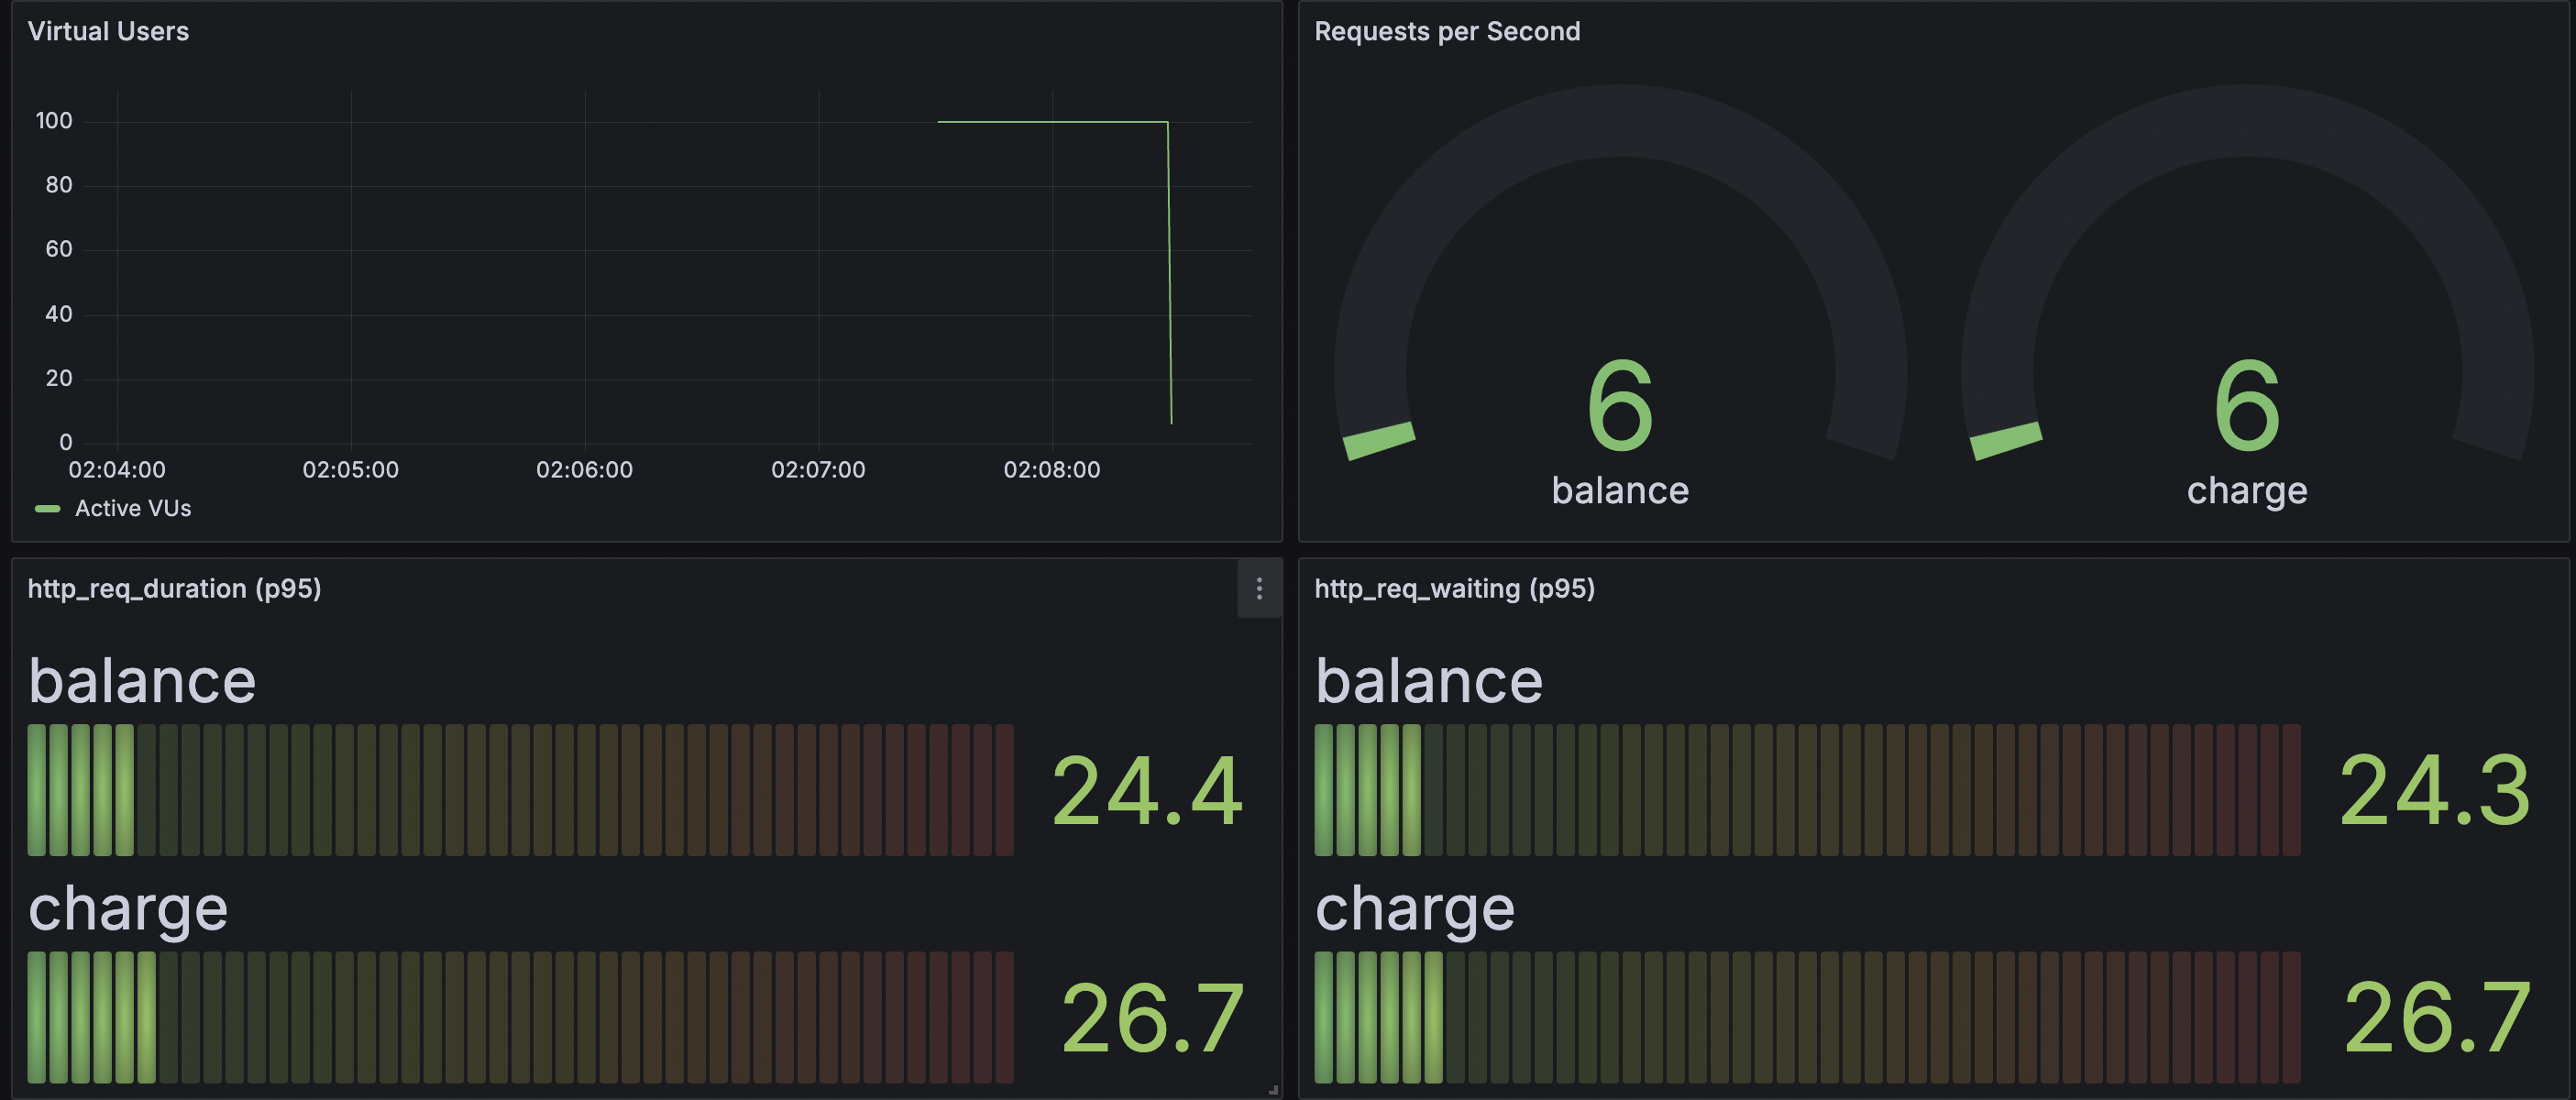 Virtual Users
100
80
60
40
20
0
02:04:00 02:05:00 02:06:00 02:07:00 02:08:00
Active VUs
Requests per Second
6 6
balance charge
http_req_duration (p95)
balance
24.4
charge
26.7
http_req_waiting (p95)
balance
24.3
charge
26.7